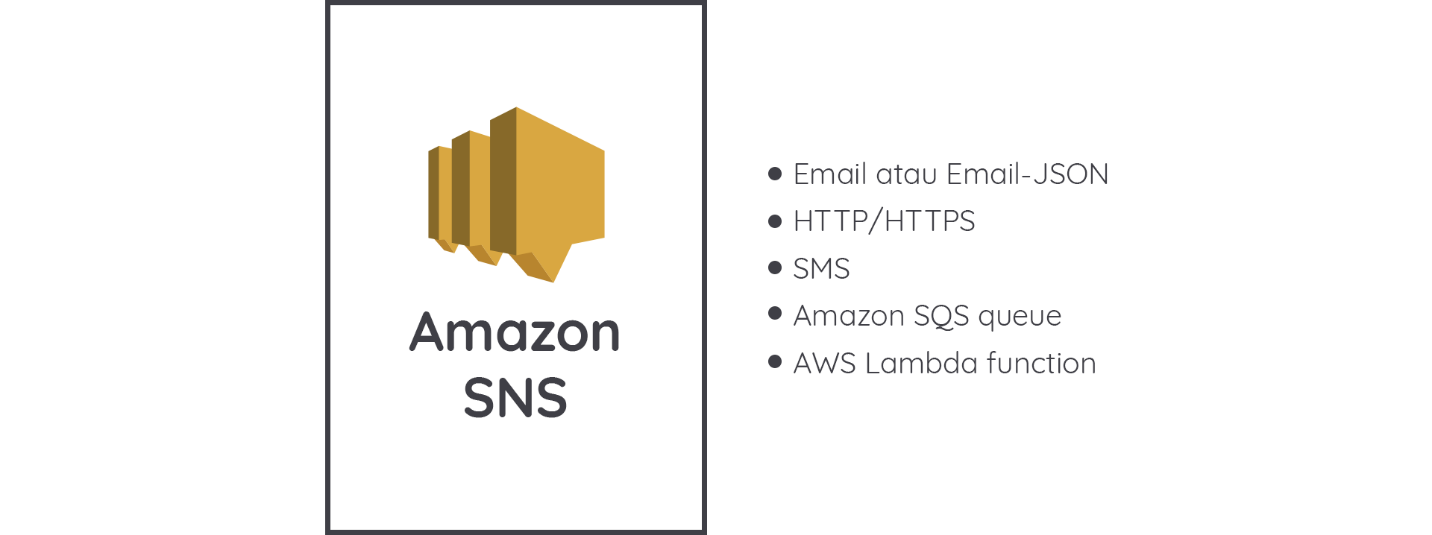 Amazon
SNS
Email atau Email-JSON
HTTP/HTTPS
SMS
Amazon SQS queue
AWS Lambda function